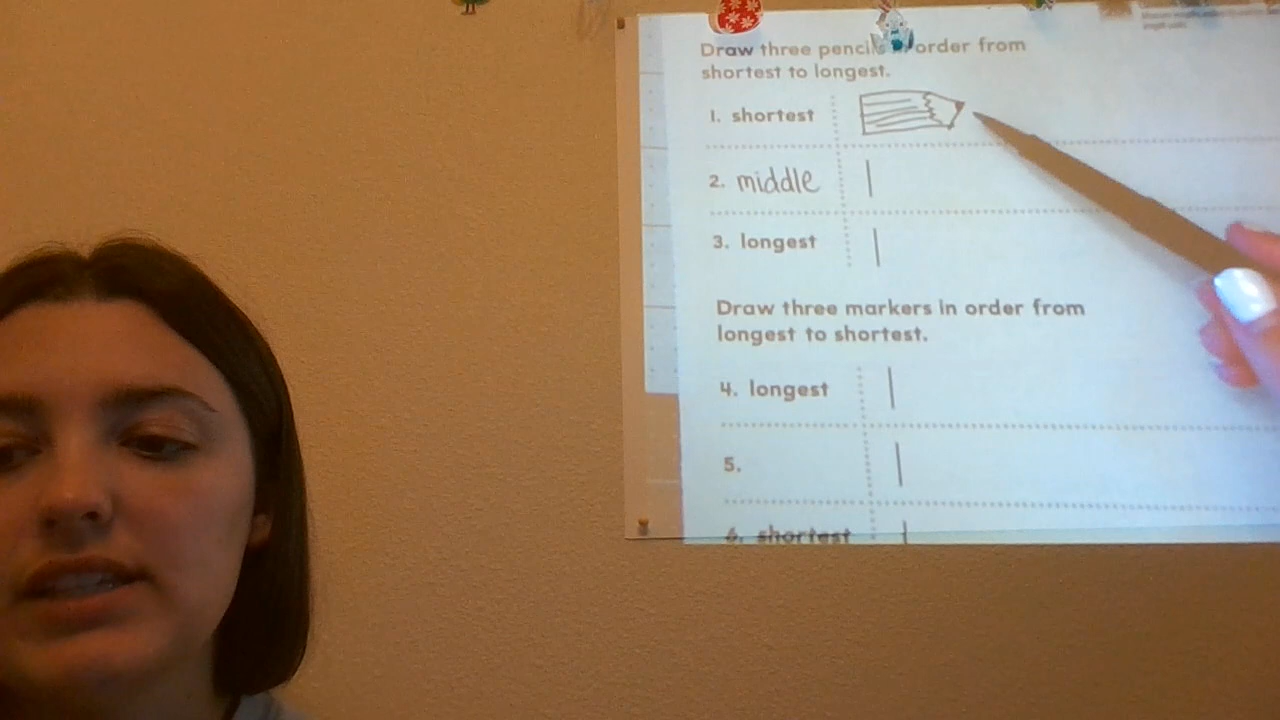 Draw three pencils in order from
shortest to longest.
1. shortest
2. middle
3. longest
Draw three markers in order from
longest to shortest.
4. longest
5.
6. shortest